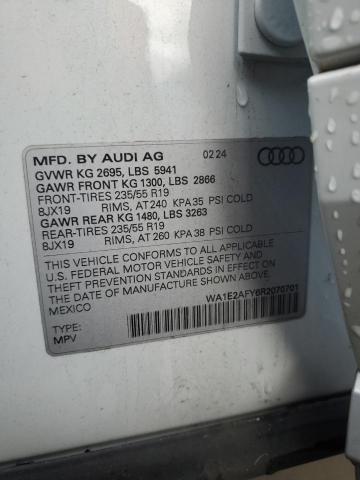 MFD. BY AUDI AG 02 24
GVWR KG 2695, LBS 5941
GAWR FRONT KG 1300, LBS 2866
FRONT-TIRES 235/55 R19
8JX19 RIMS, AT 240 KPA 35 PSI COLD
GAWR REAR KG 1480, LBS 3263
REAR-TIRES 235/55 R19
8JX19 RIMS, AT 260 KPA 38 PSI COLD
THIS VEHICLE CONFORMS TO ALL APPLICABLE
U.S. FEDERAL MOTOR VEHICLE SAFETY AND
THEFT PREVENTION STANDARDS IN EFFECT ON THE
DATE OF MANUFACTURE SHOWN ABOVE.
MEXICO
WA1E2AFY6R2070701
TYPE:
MPV